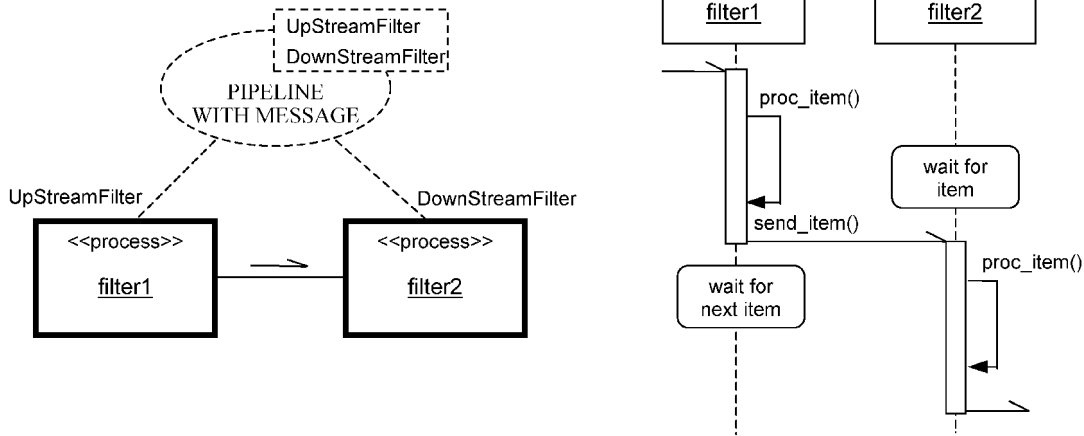 UpStreamFilter
DownStreamFilter
PIPELINE
WITH MESSAGE
UpStreamFilter
DownStreamFilter
<<process>>
filter1
<<process>>
filter2
filter1
filter2
proc_item()
wait for
item
send_item()
proc_item()
wait for
next item